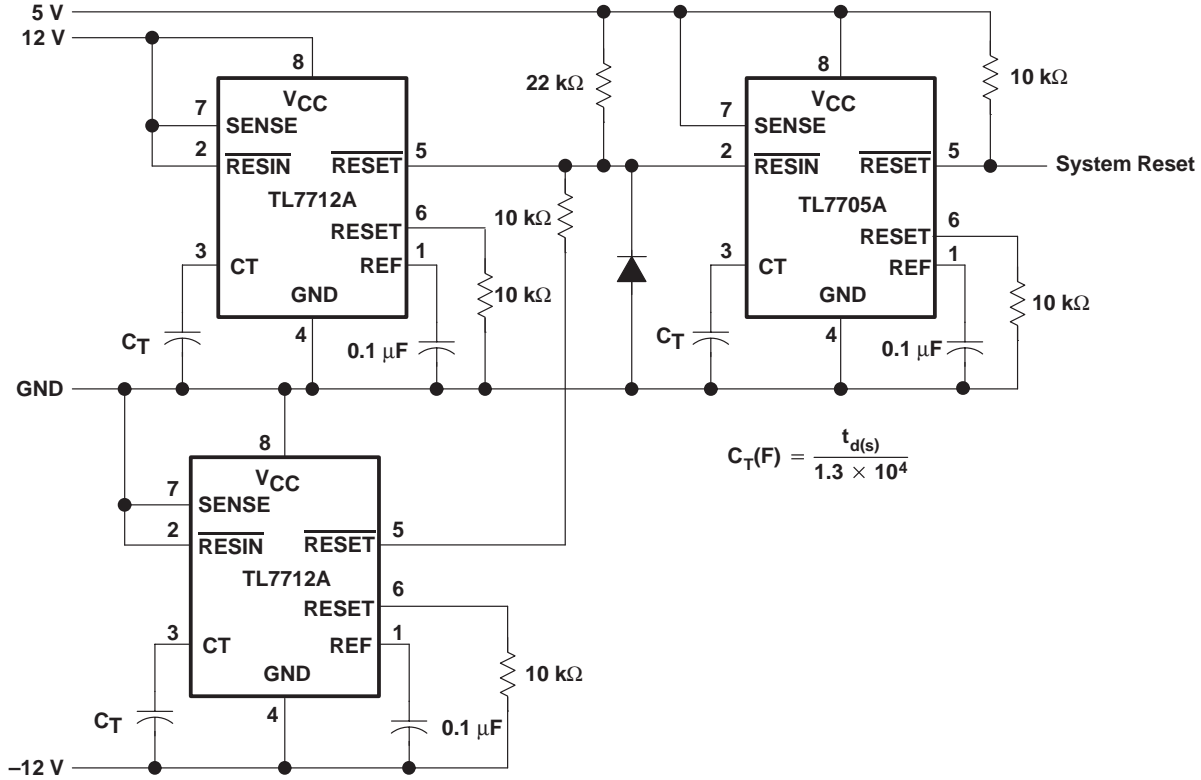 5 V
12 V
8
VCC
7
SENSE
2
RESIN
RESET
5
TL7712A
6
RESET
3
CT
REF
1
GND
4
CT
0.1 μF
10 kΩ
22 kΩ
10 kΩ
8
VCC
7
SENSE
2
RESIN
RESET
5
System Reset
10 kΩ
TL7705A
6
RESET
3
CT
REF
1
GND
4
CT
0.1 μF
10 kΩ
GND
8
VCC
7
SENSE
2
RESIN
RESET
5
TL7712A
6
RESET
3
CT
REF
1
GND
4
CT
0.1 μF
10 kΩ
–12 V
CT(F) = td(s) / 1.3 × 10⁴